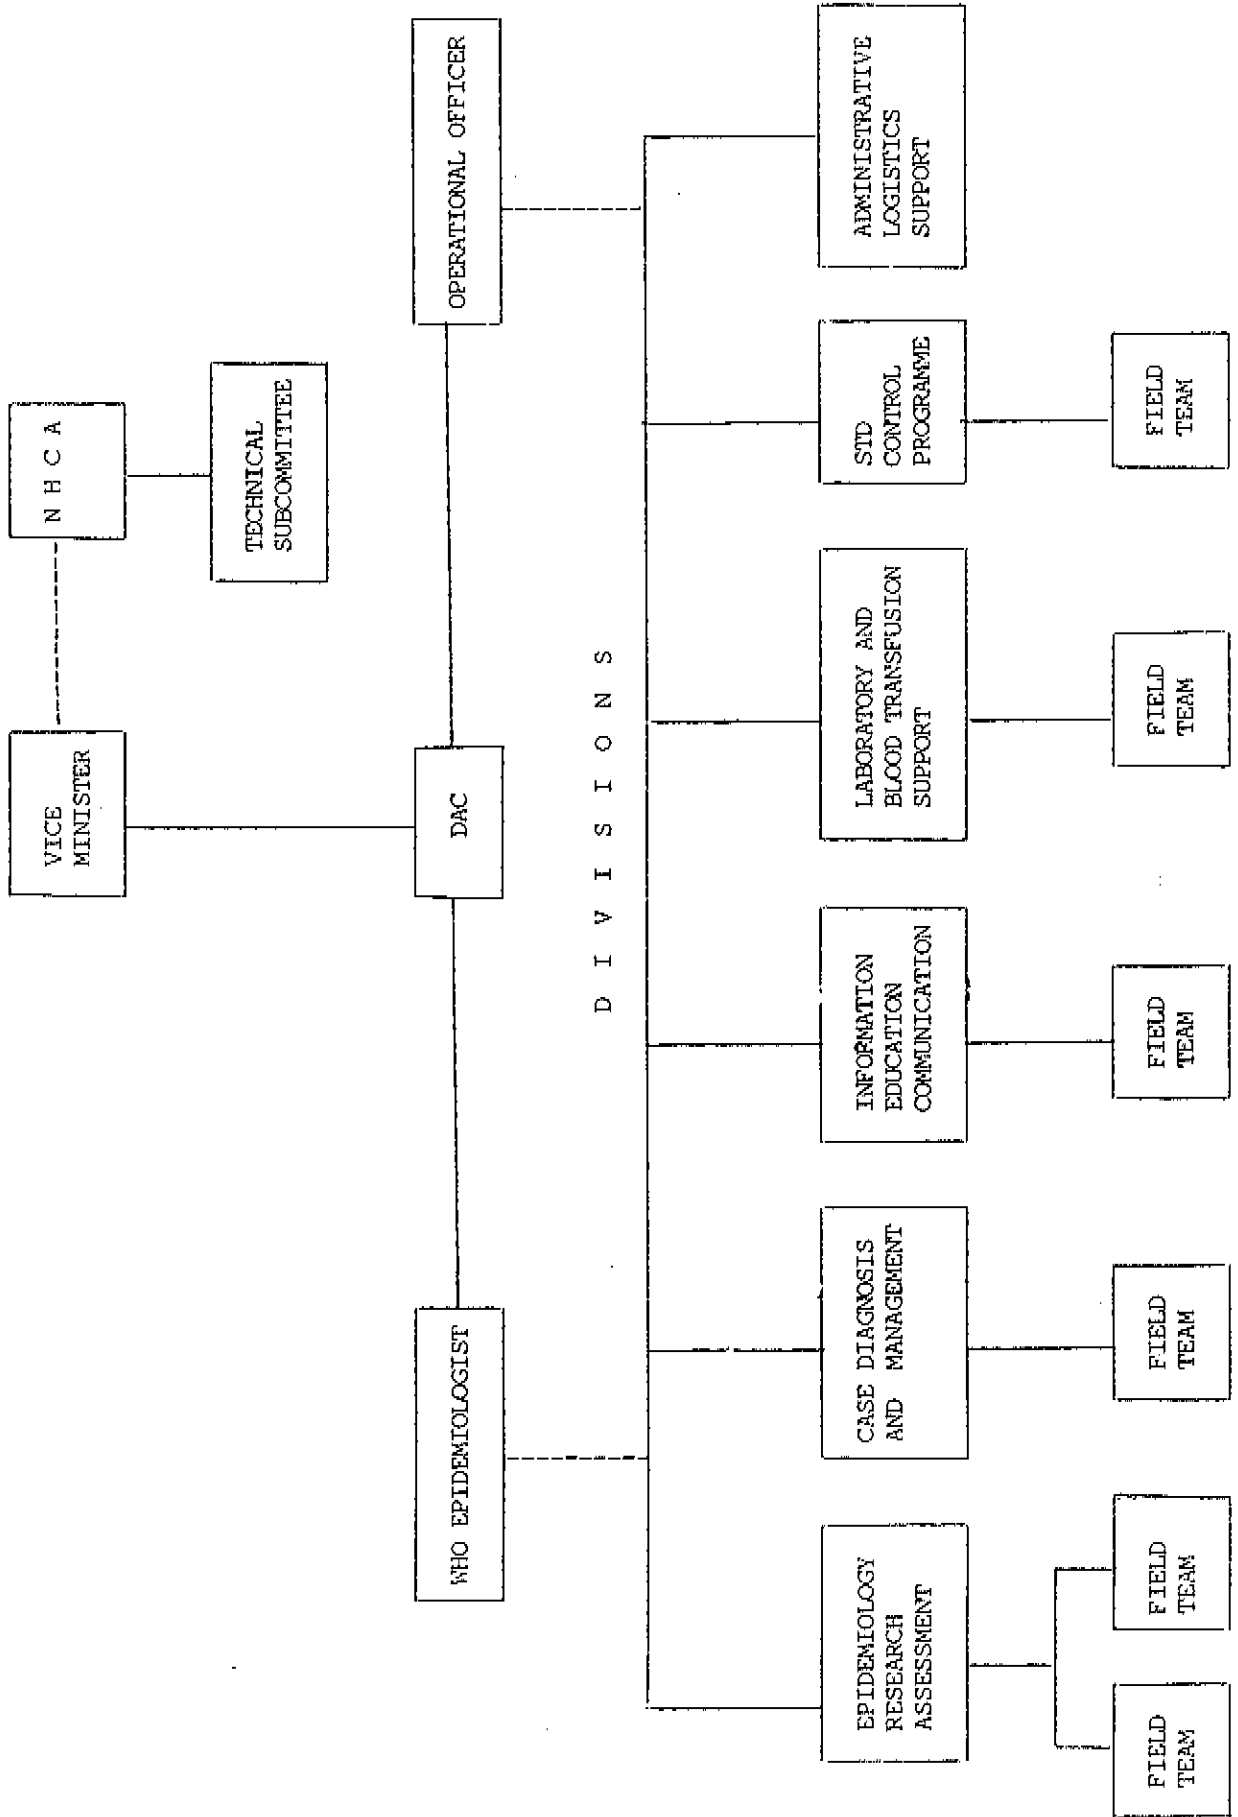 VICE
MINISTER
N H C A
TECHNICAL
SUBCOMMITTEE
WHO EPIDEMIOLOGIST
DAC
OPERATIONAL OFFICER
D I V I S I O N S
EPIDEMIOLOGY
RESEARCH
ASSESSMENT
CASE DIAGNOSIS
AND MANAGEMENT
INFORMATION
EDUCATION
COMMUNICATION
LABORATORY AND
BLOOD TRANSFUSION
SUPPORT
STD
CONTROL
PROGRAMME
ADMINISTRATIVE
LOGISTICS
SUPPORT
FIELD
TEAM
FIELD
TEAM
FIELD
TEAM
FIELD
TEAM
FIELD
TEAM
FIELD
TEAM